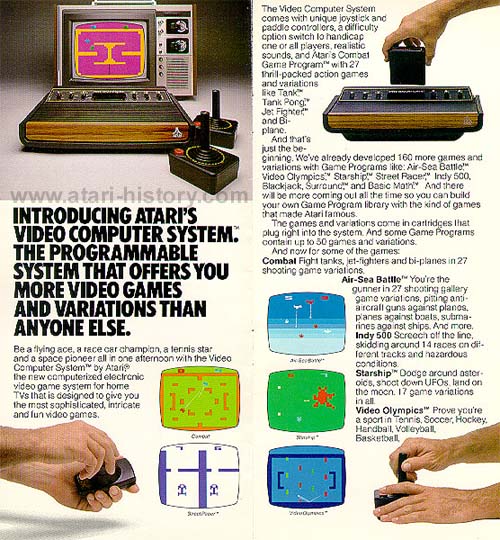 www.atari-history.com
INTRODUCING ATARI'S
VIDEO COMPUTER SYSTEM.™
THE PROGRAMMABLE
SYSTEM THAT OFFERS YOU
MORE VIDEO GAMES
AND VARIATIONS THAN
ANYONE ELSE.
Be a flying ace, a race car champion, a tennis star
and a space pioneer all in one afternoon with the Video
Computer System™ by Atari®
the new computerized electronic
video game system for home
TVs that is designed to give you
the most sophisticated, intricate
and fun video games.
Combat
Street Racer™
The Video Computer System
comes with unique joystick and
paddle controllers, a difficulty
option switch to handicap
one or all players, realistic
sounds, and Atari's Combat
Game Program™ with 27
thrill-packed action games
and variations
like Tank,™
Tank Pong,™
Jet Fighter,™
and Bi-
plane.
And that's
just the be-
ginning. We've already developed 160 more games and
variations with Game Programs like: Air-Sea Battle,™
Video Olympics,™ Starship,™ Street Racer,™ Indy 500,
Blackjack, Surround,™ and Basic Math.™ And there
will be more coming out all the time so you can build
your own Game Program library with the kind of games
that made Atari famous.
The games and variations come in cartridges that
plug right into the system. And some Game Programs
contain up to 50 games and variations.
And now for some of the games:
Combat Fight tanks, jet-fighters and bi-planes in 27
shooting game variations.
Air-Sea Battle™ You're the
gunner in 27 shooting gallery
game variations, pitting anti-
aircraft guns against planes,
planes against boats, subma-
rines against ships. And more.
Indy 500 Screech off the line,
skidding around 14 races on dif-
ferent tracks and hazardous
conditions.
Starship™ Dodge around aster-
oids, shoot down UFOs, land on
the moon. 17 game variations
in all.
Video Olympics™ Prove you're
a sport in Tennis, Soccer, Hockey,
Handball, Volleyball,
Basketball,
Air-Sea Battle™
Starship™
Video Olympics™